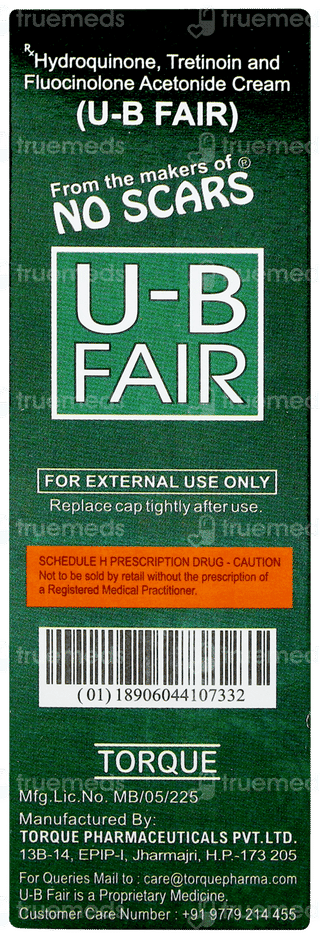 Rx Hydroquinone, Tretinoin and
Fluocinolone Acetonide Cream
(U-B FAIR)
From the makers of ®
NO SCARS
U-B
FAIR
FOR EXTERNAL USE ONLY
Replace cap tightly after use.
SCHEDULE H PRESCRIPTION DRUG - CAUTION
Not to be sold by retail without the prescription of
a Registered Medical Practitioner.
(01) 18906044107332
TORQUE
Mfg.Lic.No. MB/05/225
Manufactured By:
TORQUE PHARMACEUTICALS PVT.LTD.
13B-14, EPIP-I, Jharmajri, H.P.-173 205
For Queries Mail to : care@torquepharma.com
U-B Fair is a Proprietary Medicine.
Customer Care Number : +91 9779 214 455
truemeds